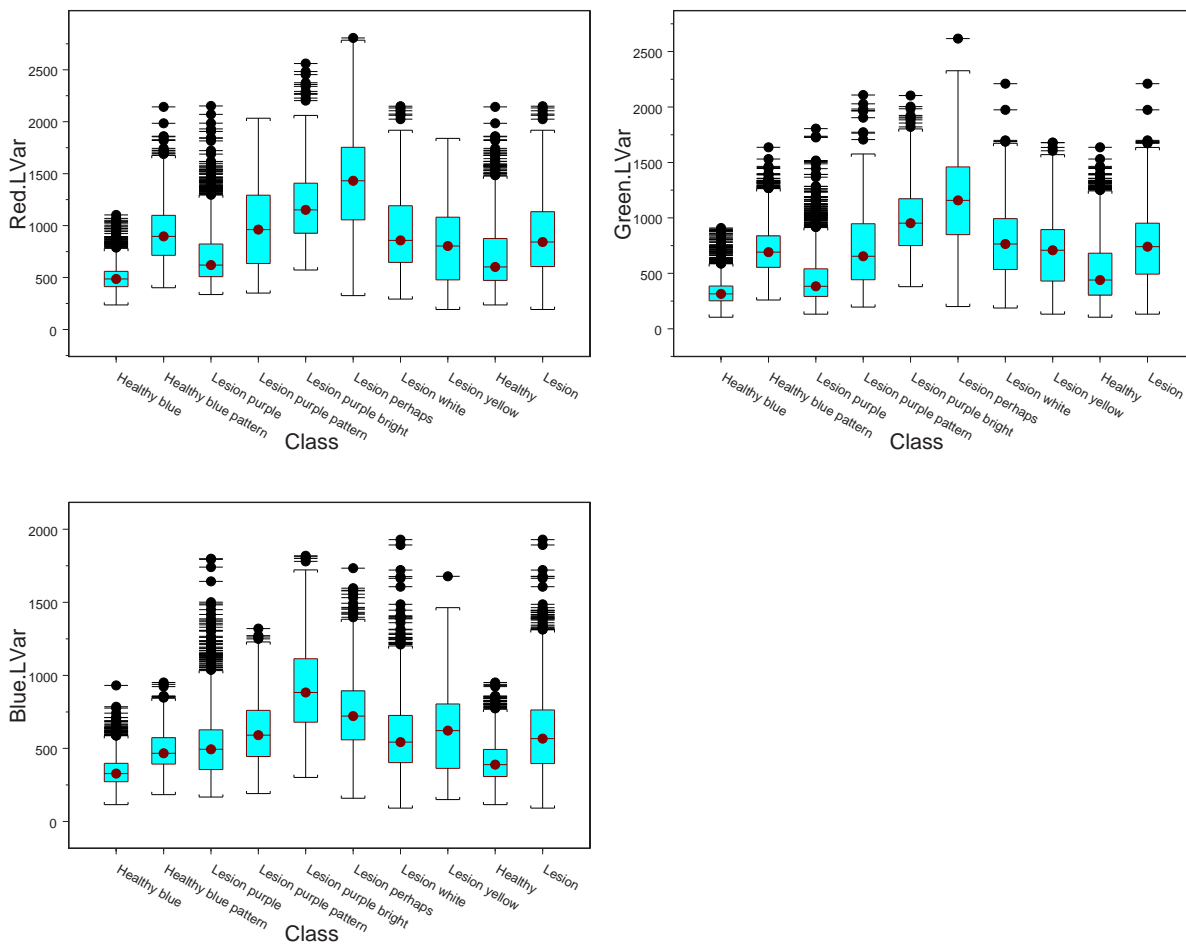 Red.LVar
2500
2000
1500
1000
500
0
Healthy blue
Healthy blue pattern
Lesion purple
Lesion purple pattern
Lesion purple bright
Lesion perhaps
Lesion white
Lesion yellow
Healthy
Lesion
Class
Green.LVar
2500
2000
1500
1000
500
0
Healthy blue
Healthy blue pattern
Lesion purple
Lesion purple pattern
Lesion purple bright
Lesion perhaps
Lesion white
Lesion yellow
Healthy
Lesion
Class
Blue.LVar
2000
1500
1000
500
0
Healthy blue
Healthy blue pattern
Lesion purple
Lesion purple pattern
Lesion purple bright
Lesion perhaps
Lesion white
Lesion yellow
Healthy
Lesion
Class